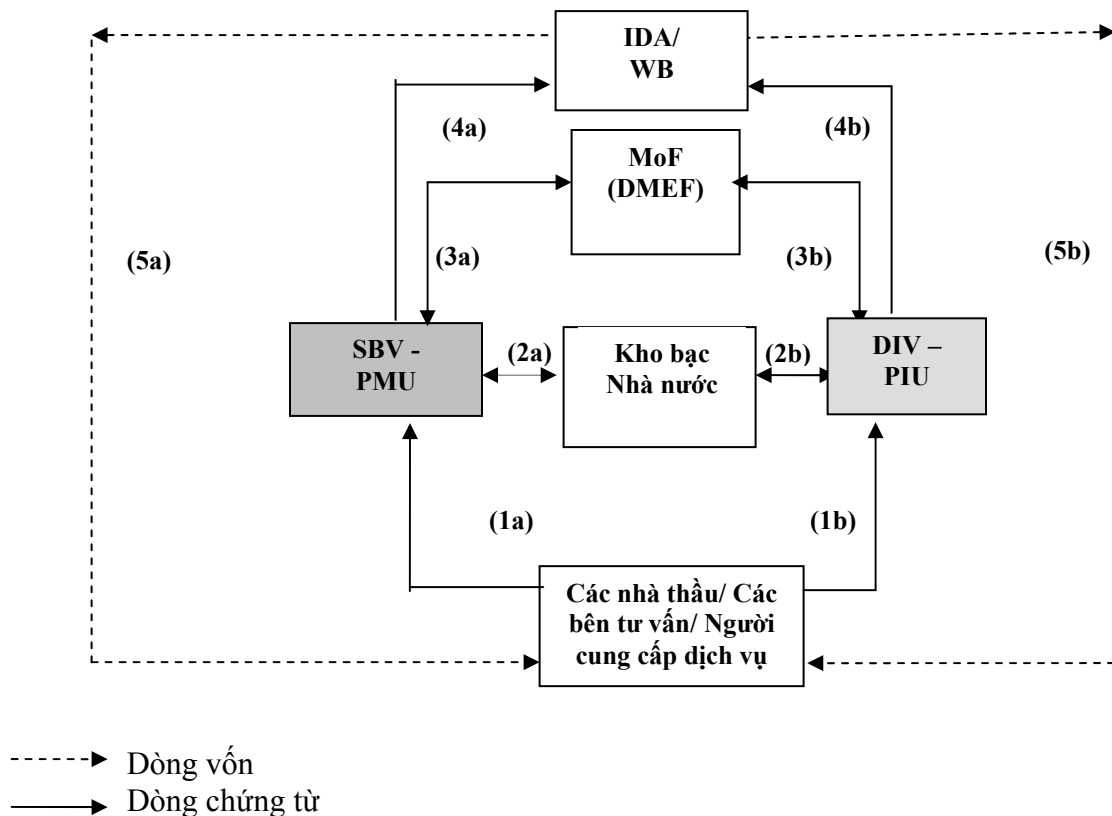 IDA/
WB
(4a)
(4b)
MoF
(DMEF)
(5a)
(3a)
(3b)
(5b)
SBV -
PMU
(2a)
Kho bạc
Nhà nước
(2b)
DIV –
PIU
(1a)
(1b)
Các nhà thầu/ Các
bên tư vấn/ Người
cung cấp dịch vụ
Dòng vốn
Dòng chứng từ